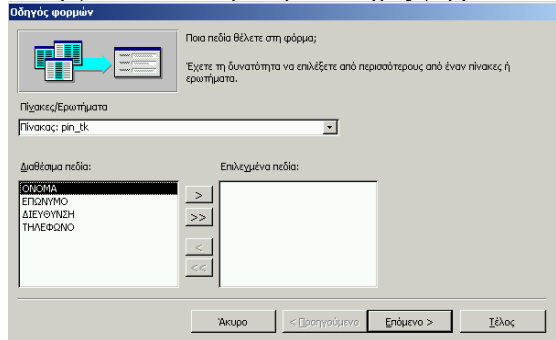 Οδηγός φορμών
Ποια πεδία θέλετε στη φόρμα;
Έχετε τη δυνατότητα να επιλέξετε από περισσότερους από έναν πίνακες ή
ερωτήματα.
Πίνακες/Ερωτήματα
Πίνακας: pin_tk
Διαθέσιμα πεδία:
Επιλεγμένα πεδία:
ΟΝΟΜΑ
ΕΠΩΝΥΜΟ
ΔΙΕΥΘΥΝΣΗ
ΤΗΛΕΦΩΝΟ
>
>>
<
<<
Άκυρο
< Προηγούμενο
Επόμενο >
Τέλος